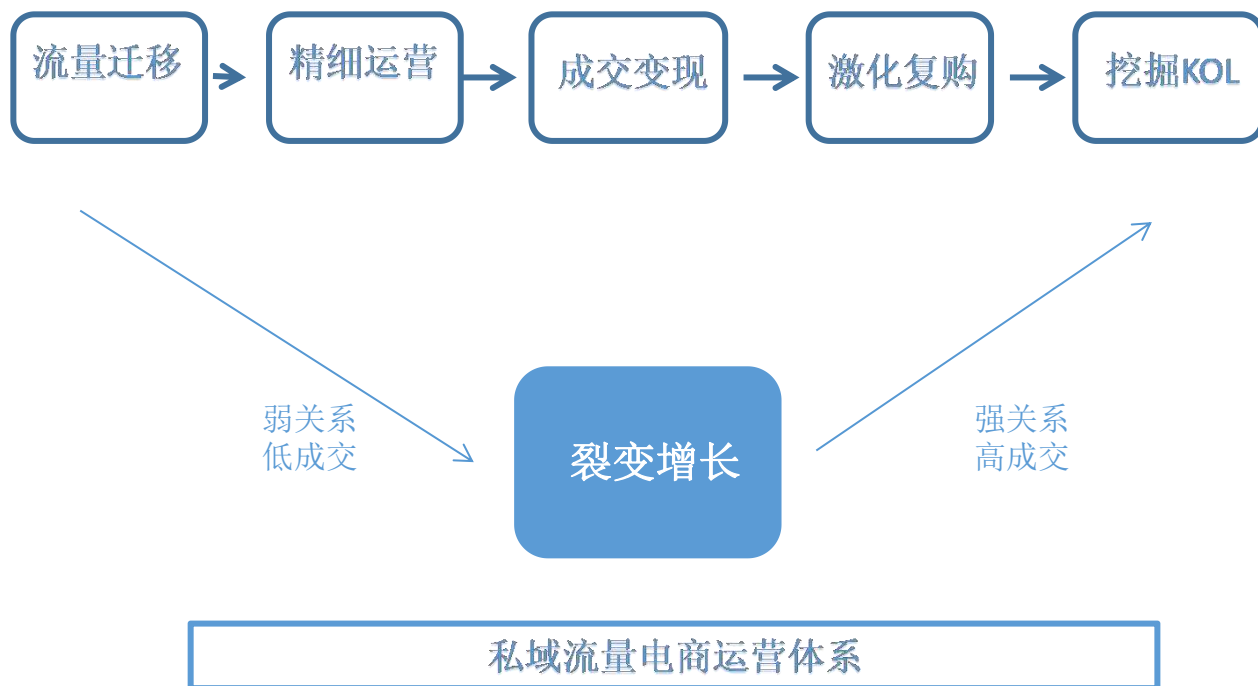 流量迁移
精细运营
成交变现
激化复购
挖掘KOL
弱关系
低成交
强关系
高成交
裂变增长
私域流量电商运营体系